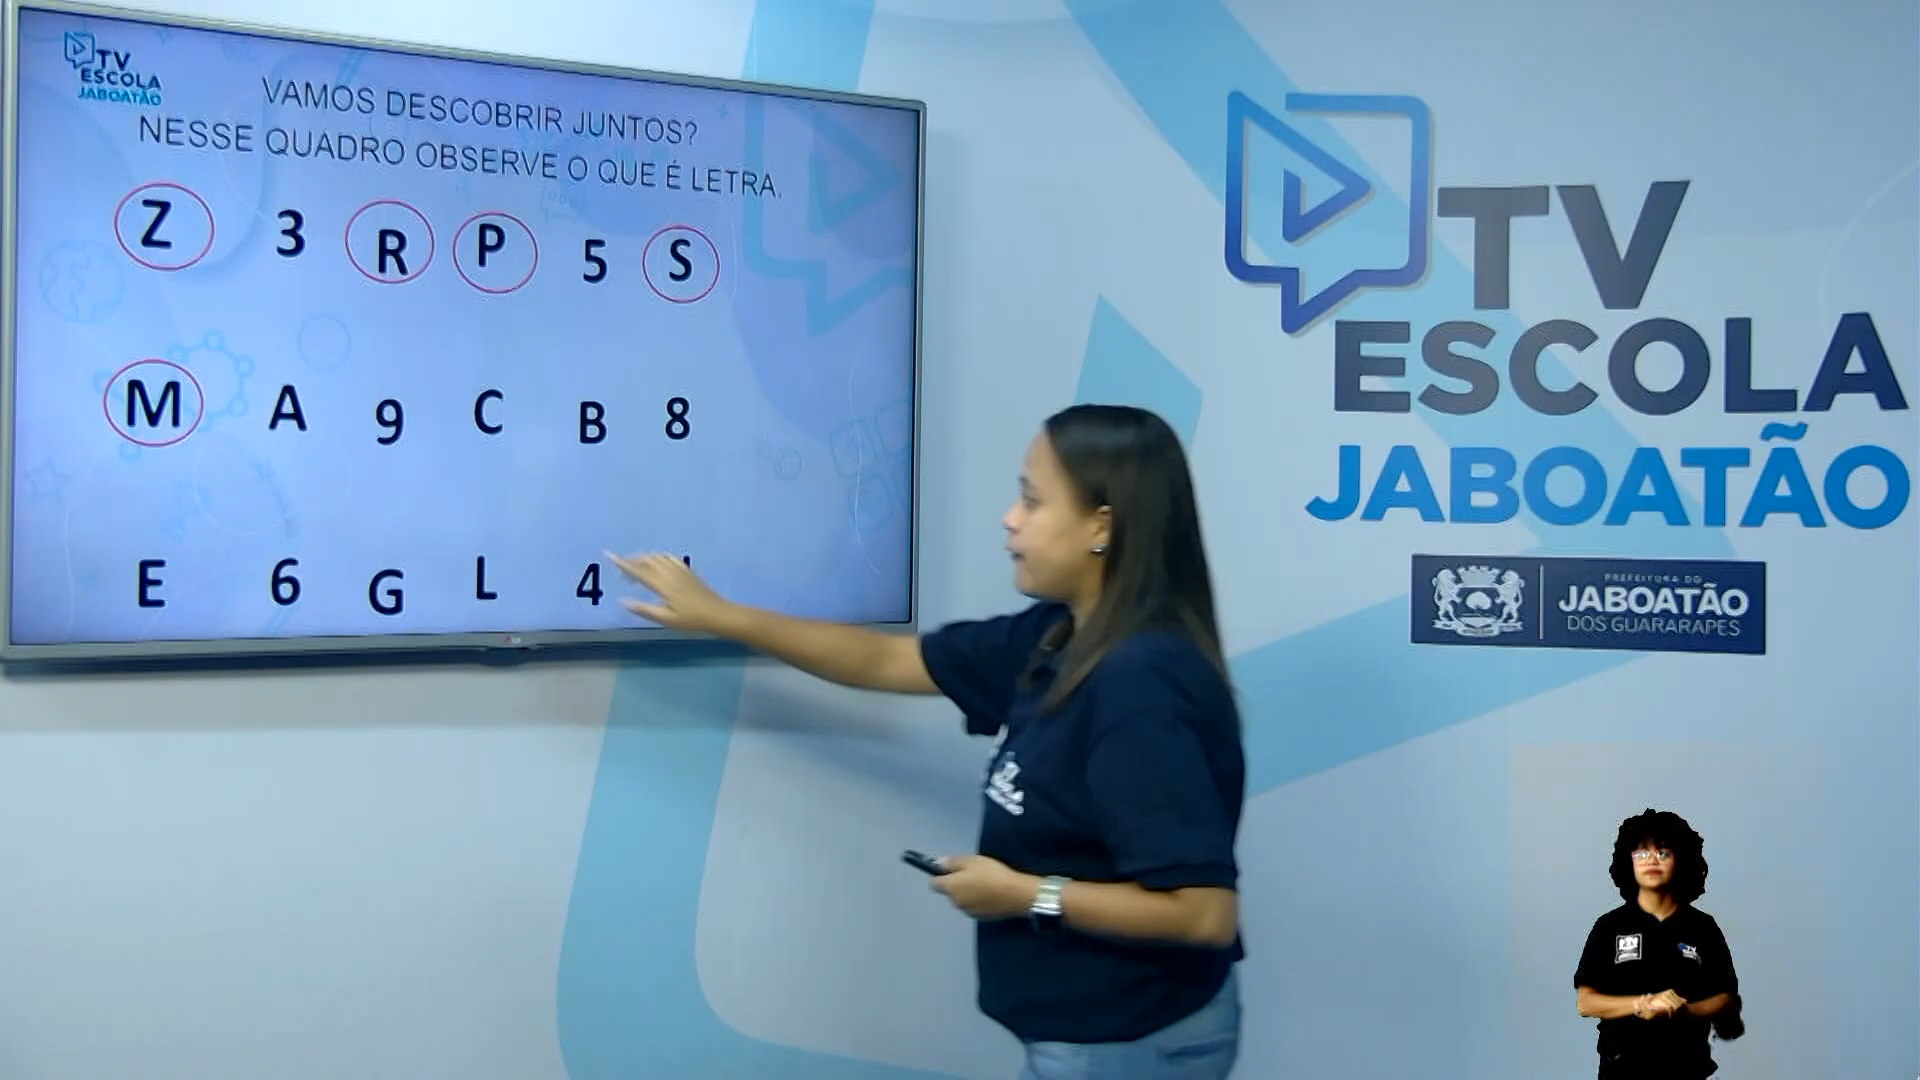 TV
ESCOLA
JABOATÃO
VAMOS DESCOBRIR JUNTOS?
NESSE QUADRO OBSERVE O QUE É LETRA.
Z 3 R P 5 S
M A 9 C B 8
E 6 G L 4
TV
ESCOLA
JABOATÃO
PREFEITURA DO
JABOATÃO
DOS GUARARAPES